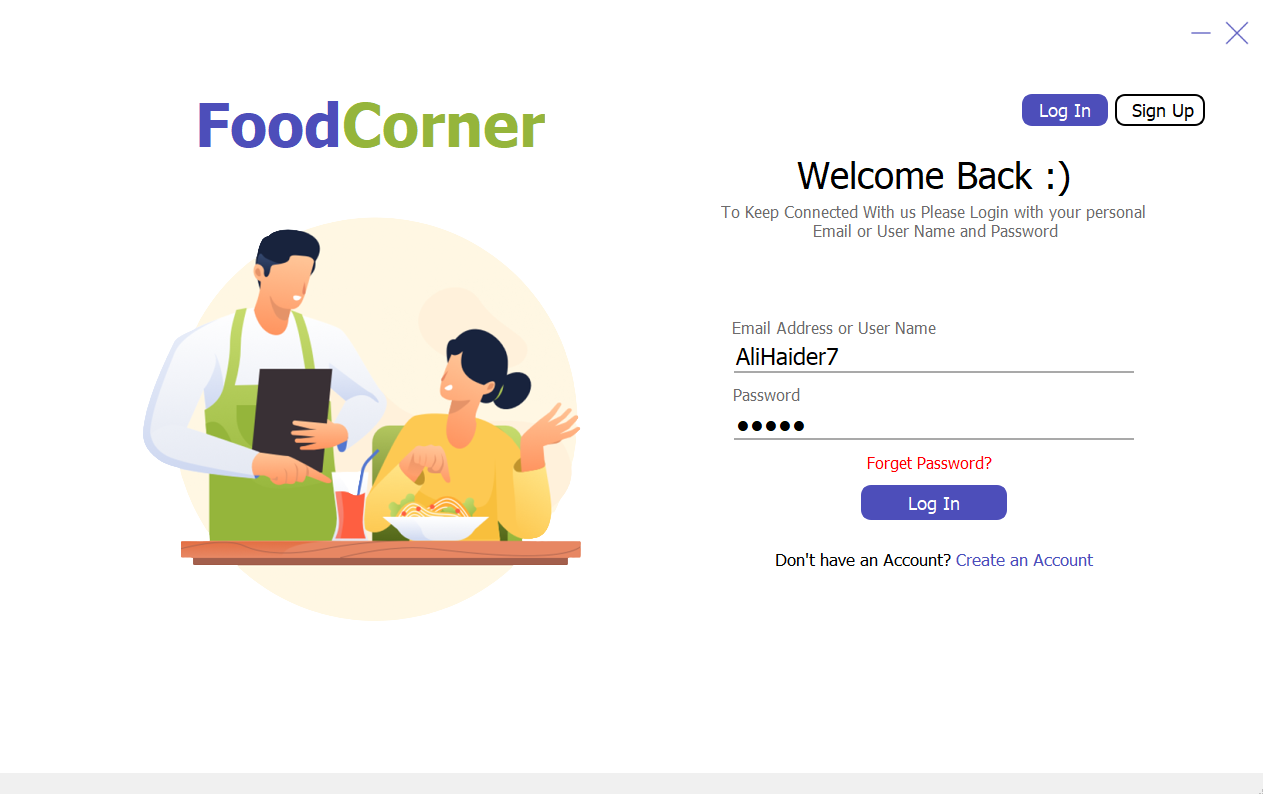 FoodCorner
Log In
Sign Up
Welcome Back :)
To Keep Connected With us Please Login with your personal
Email or User Name and Password
Email Address or User Name
AliHaider7
Password
●●●●●
Forget Password?
Log In
Don't have an Account? Create an Account